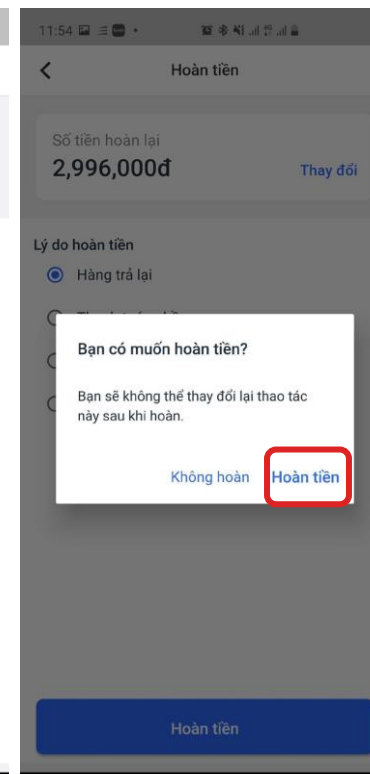 11:54
Hoàn tiền
Số tiền hoàn lại
2,996,000đ
Thay đổi
Lý do hoàn tiền
Hàng trả lại
Bạn có muốn hoàn tiền?
Bạn sẽ không thể thay đổi lại thao tác
này sau khi hoàn.
Không hoàn
Hoàn tiền
Hoàn tiền